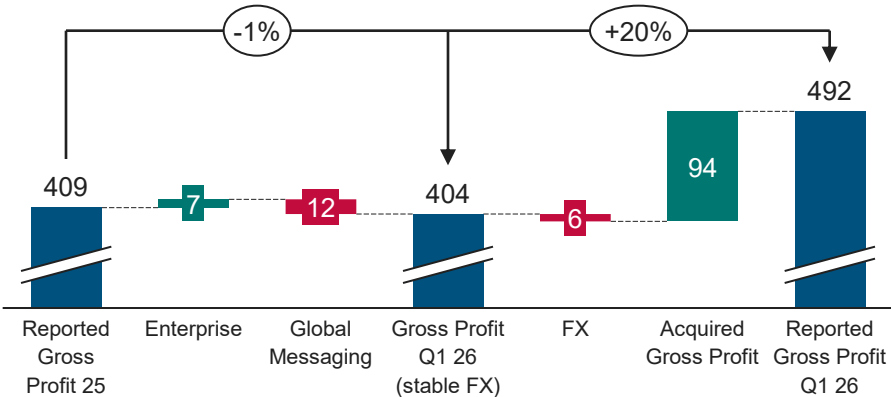 -1%
+20%
409
7
12
404
6
94
492
Reported
Gross
Profit 25
Enterprise
Global
Messaging
Gross Profit
Q1 26
(stable FX)
FX
Acquired
Gross Profit
Reported
Gross Profit
Q1 26